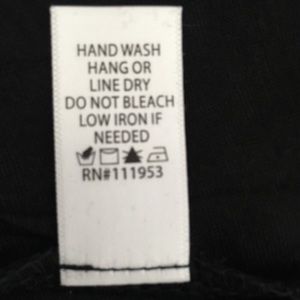 HAND WASH
HANG OR
LINE DRY
DO NOT BLEACH
LOW IRON IF
NEEDED
RN#111953